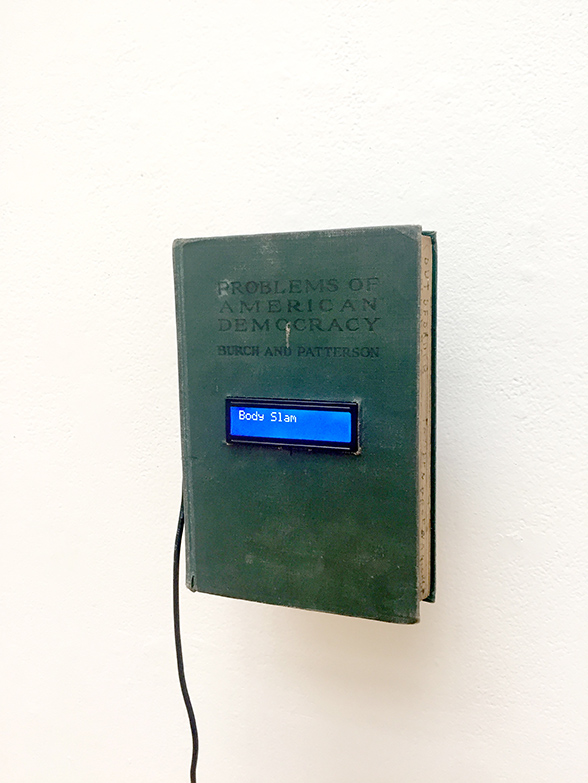 PROBLEMS OF
AMERICAN
DEMOCRACY
BURCH AND PATTERSON
Body Slam